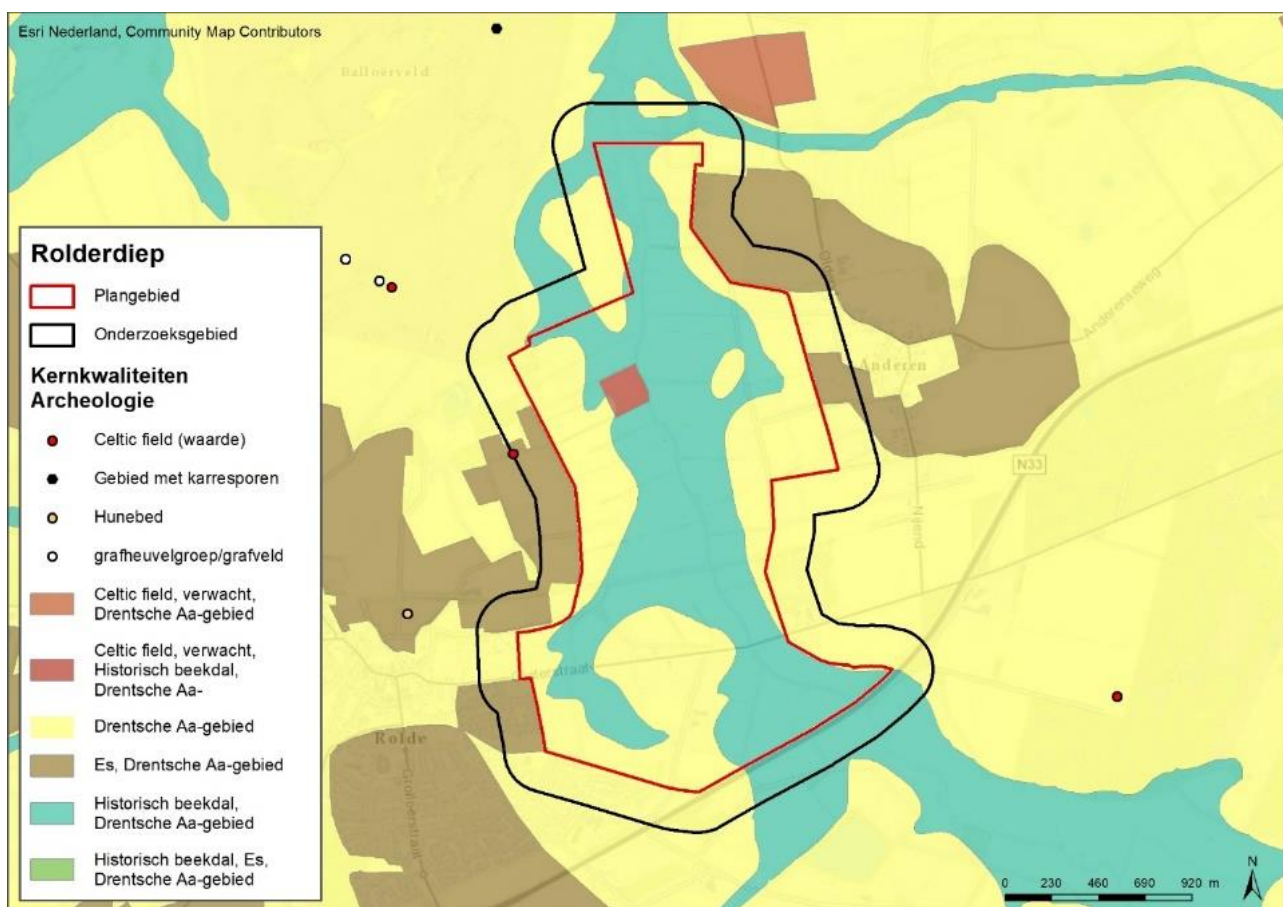 Esri Nederland, Community Map Contributors
Balloerveld
Rolderdiep
Plangebied
Onderzoeksgebied
Kernkwaliteiten
Archeologie
Celtic field (waarde)
Gebied met karresporen
Hunebed
grafheuvelgroep/grafveld
Celtic field, verwacht,
Drentsche Aa-gebied
Celtic field, verwacht,
Historisch beekdal,
Drentsche Aa-
Drentsche Aa-gebied
Es, Drentsche Aa-gebied
Historisch beekdal,
Drentsche Aa-gebied
Historisch beekdal, Es,
Drentsche Aa-gebied
Anderenseweg
Anderen
N33
Nijend
Rolde
Grolloerstraat
0 230 460 690 920 m
N